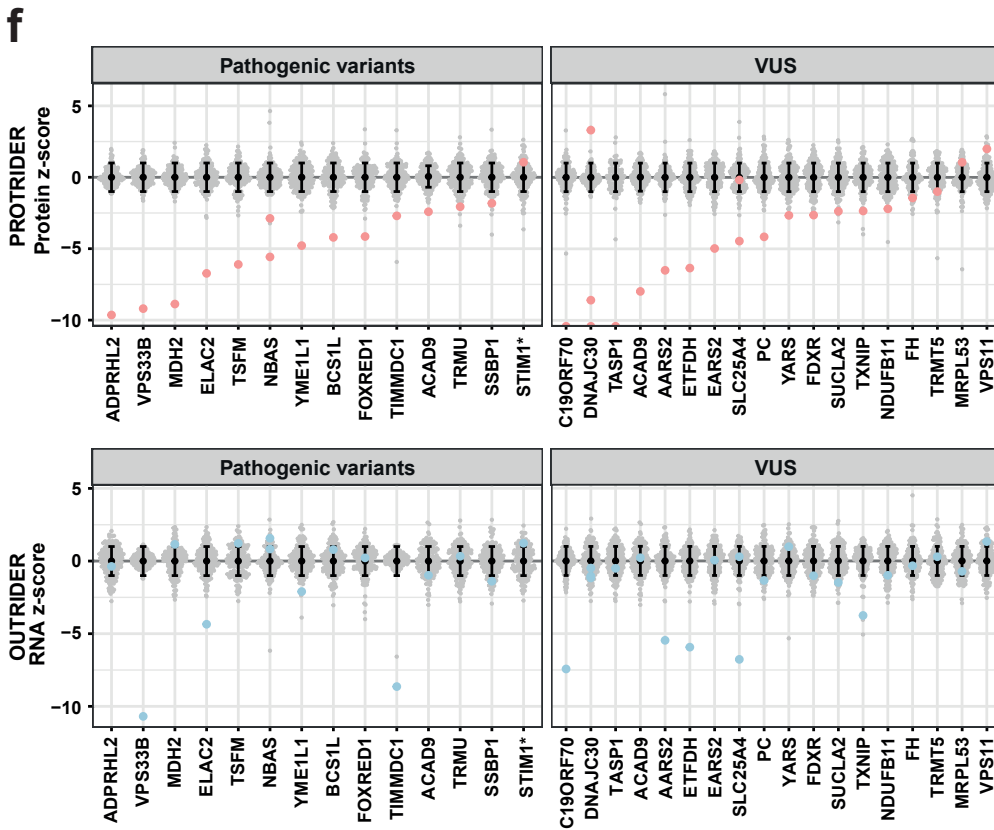 f
Pathogenic variants
VUS
PROTRIDER
Protein z-score
5
0
−5
−10
ADPRHL2
VPS33B
MDH2
ELAC2
TSFM
NBAS
YME1L1
BCS1L
FOXRED1
TIMMDC1
ACAD9
TRMU
SSBP1
STIM1*
C19ORF70
DNAJC30
TASP1
ACAD9
AARS2
ETFDH
EARS2
SLC25A4
PC
YARS
FDXR
SUCLA2
TXNIP
NDUFB11
FH
TRMT5
MRPL53
VPS11
Pathogenic variants
VUS
OUTRIDER
RNA z-score
5
0
−5
−10
ADPRHL2
VPS33B
MDH2
ELAC2
TSFM
NBAS
YME1L1
BCS1L
FOXRED1
TIMMDC1
ACAD9
TRMU
SSBP1
STIM1*
C19ORF70
DNAJC30
TASP1
ACAD9
AARS2
ETFDH
EARS2
SLC25A4
PC
YARS
FDXR
SUCLA2
TXNIP
NDUFB11
FH
TRMT5
MRPL53
VPS11